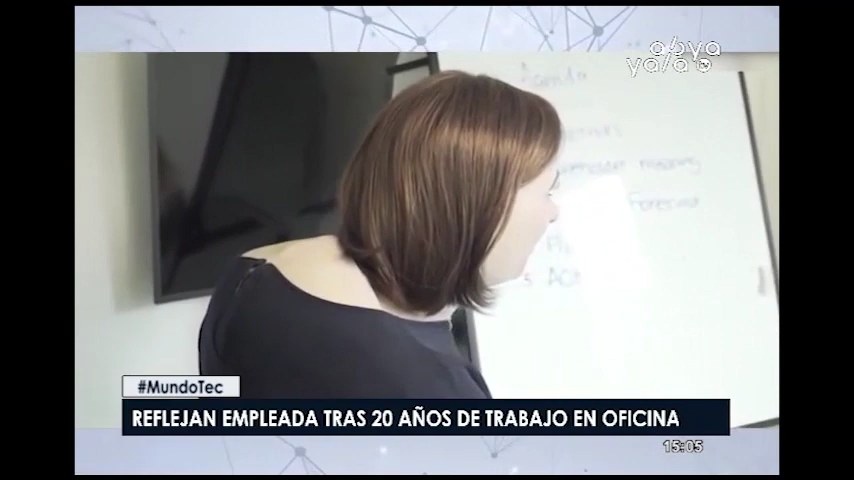 abya
yala
#MundoTec
REFLEJAN EMPLEADA TRAS 20 AÑOS DE TRABAJO EN OFICINA
15:05